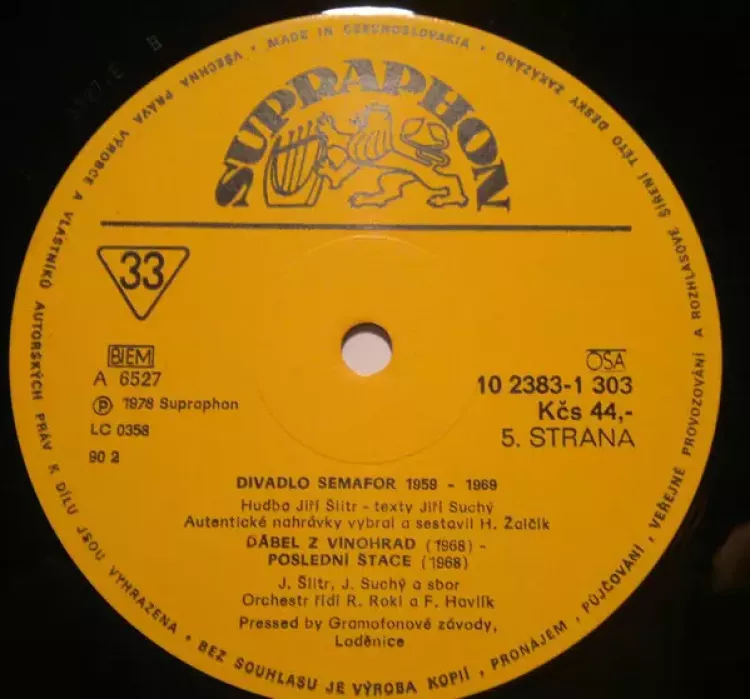 • MADE IN CZECHOSLOVAKIA •
SUPRAPHON
33
BIEM
A 6527
Ⓟ 1978 Supraphon
LC 0358
90 2
OSA
10 2383-1 303
Kčs 44,-
5. STRANA
DIVADLO SEMAFOR 1959 - 1969
Hudba Jiří Šlitr - texty Jiří Suchý
Autentické nahrávky vybral a sestavil H. Žalčík
ĎÁBEL Z VINOHRAD (1968) -
POSLEDNÍ ŠTACE (1968)
J. Šlitr, J. Suchý a sbor
Orchestr řídí R. Rokl a F. Havlík
Pressed by Gramofonové závody,
Loděnice
VŠECHNA PRÁVA VÝROBCE A VLASTNÍKŮ AUTORSKÝCH PRÁV K DÍLU JSOU VYHRAZENA • BEZ SOUHLASU JE VÝROBA KOPIÍ, PRONÁJEM, PŮJČOVÁNÍ, VEŘEJNÉ PROVOZOVÁNÍ A ROZHLASOVÉ ŠÍŘENÍ TÉTO DESKY ZAKÁZÁNO •